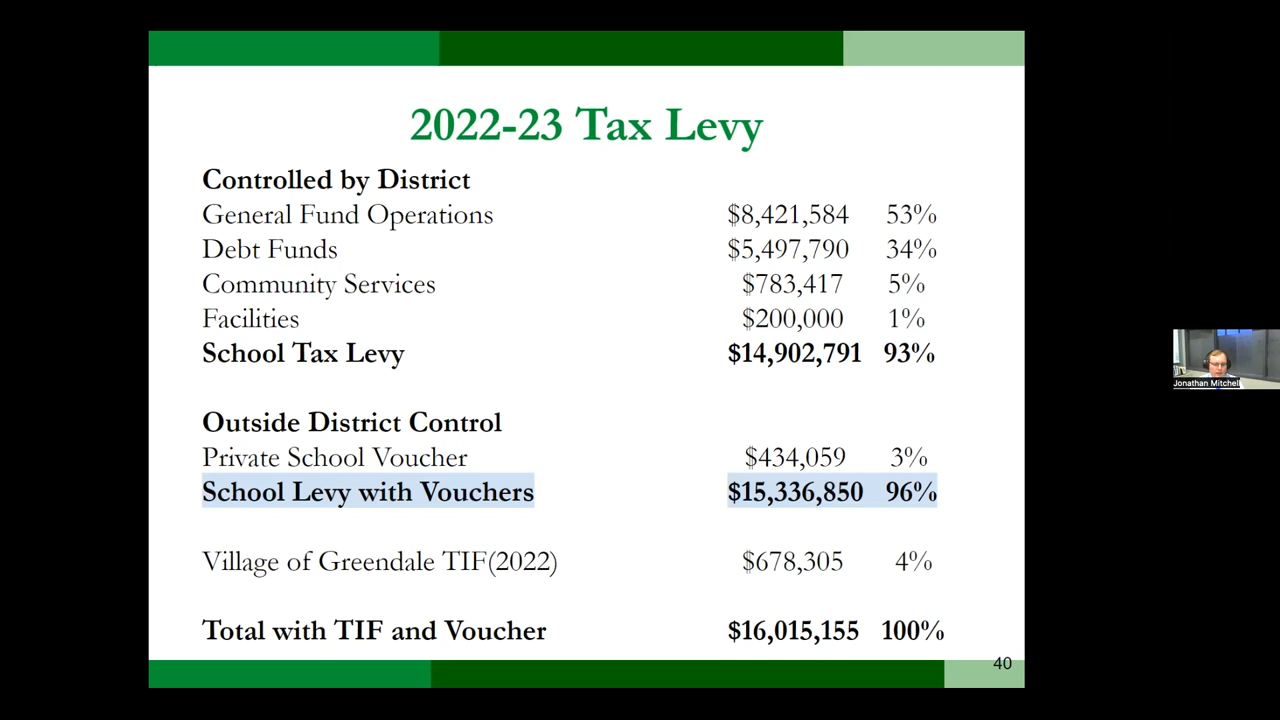 2022-23 Tax Levy
Controlled by District
General Fund Operations $8,421,584 53%
Debt Funds $5,497,790 34%
Community Services $783,417 5%
Facilities $200,000 1%
School Tax Levy $14,902,791 93%
Outside District Control
Private School Voucher $434,059 3%
School Levy with Vouchers $15,336,850 96%
Village of Greendale TIF(2022) $678,305 4%
Total with TIF and Voucher $16,015,155 100%
40
Jonathan Mitchell